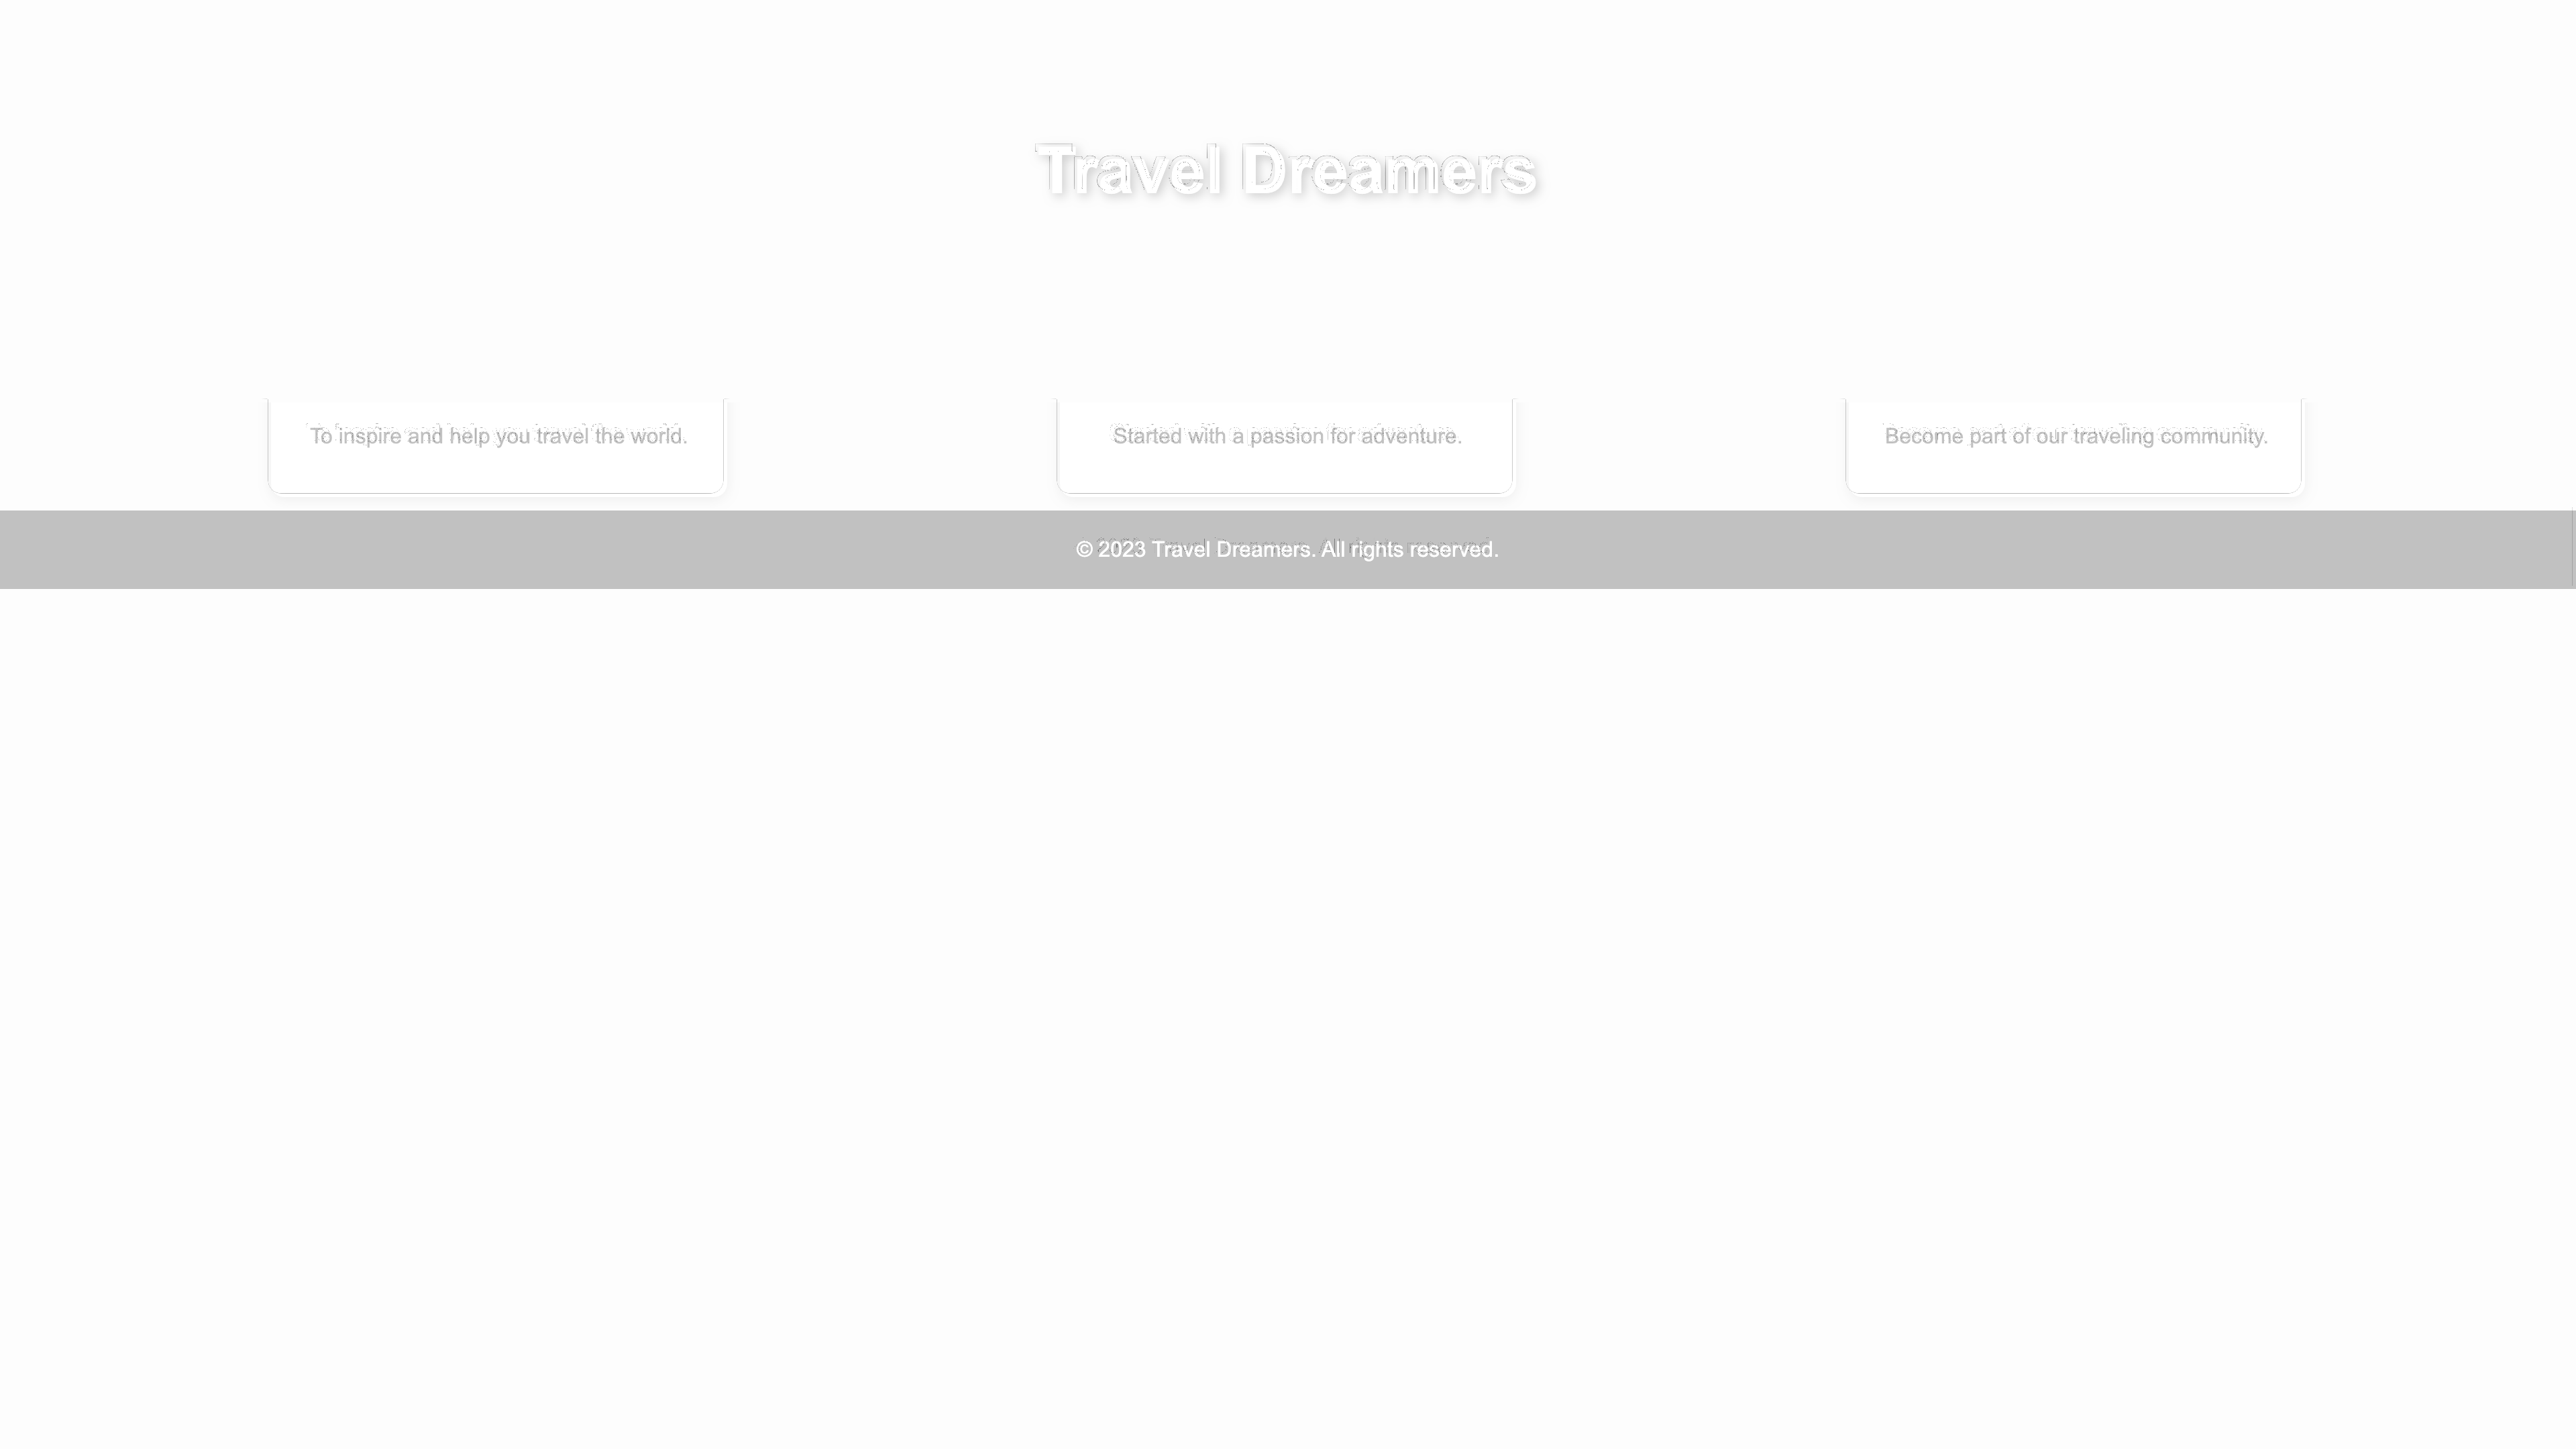 Travel Dreamers
To inspire and help you travel the world.
Started with a passion for adventure.
Become part of our traveling community.
© 2023 Travel Dreamers. All rights reserved.